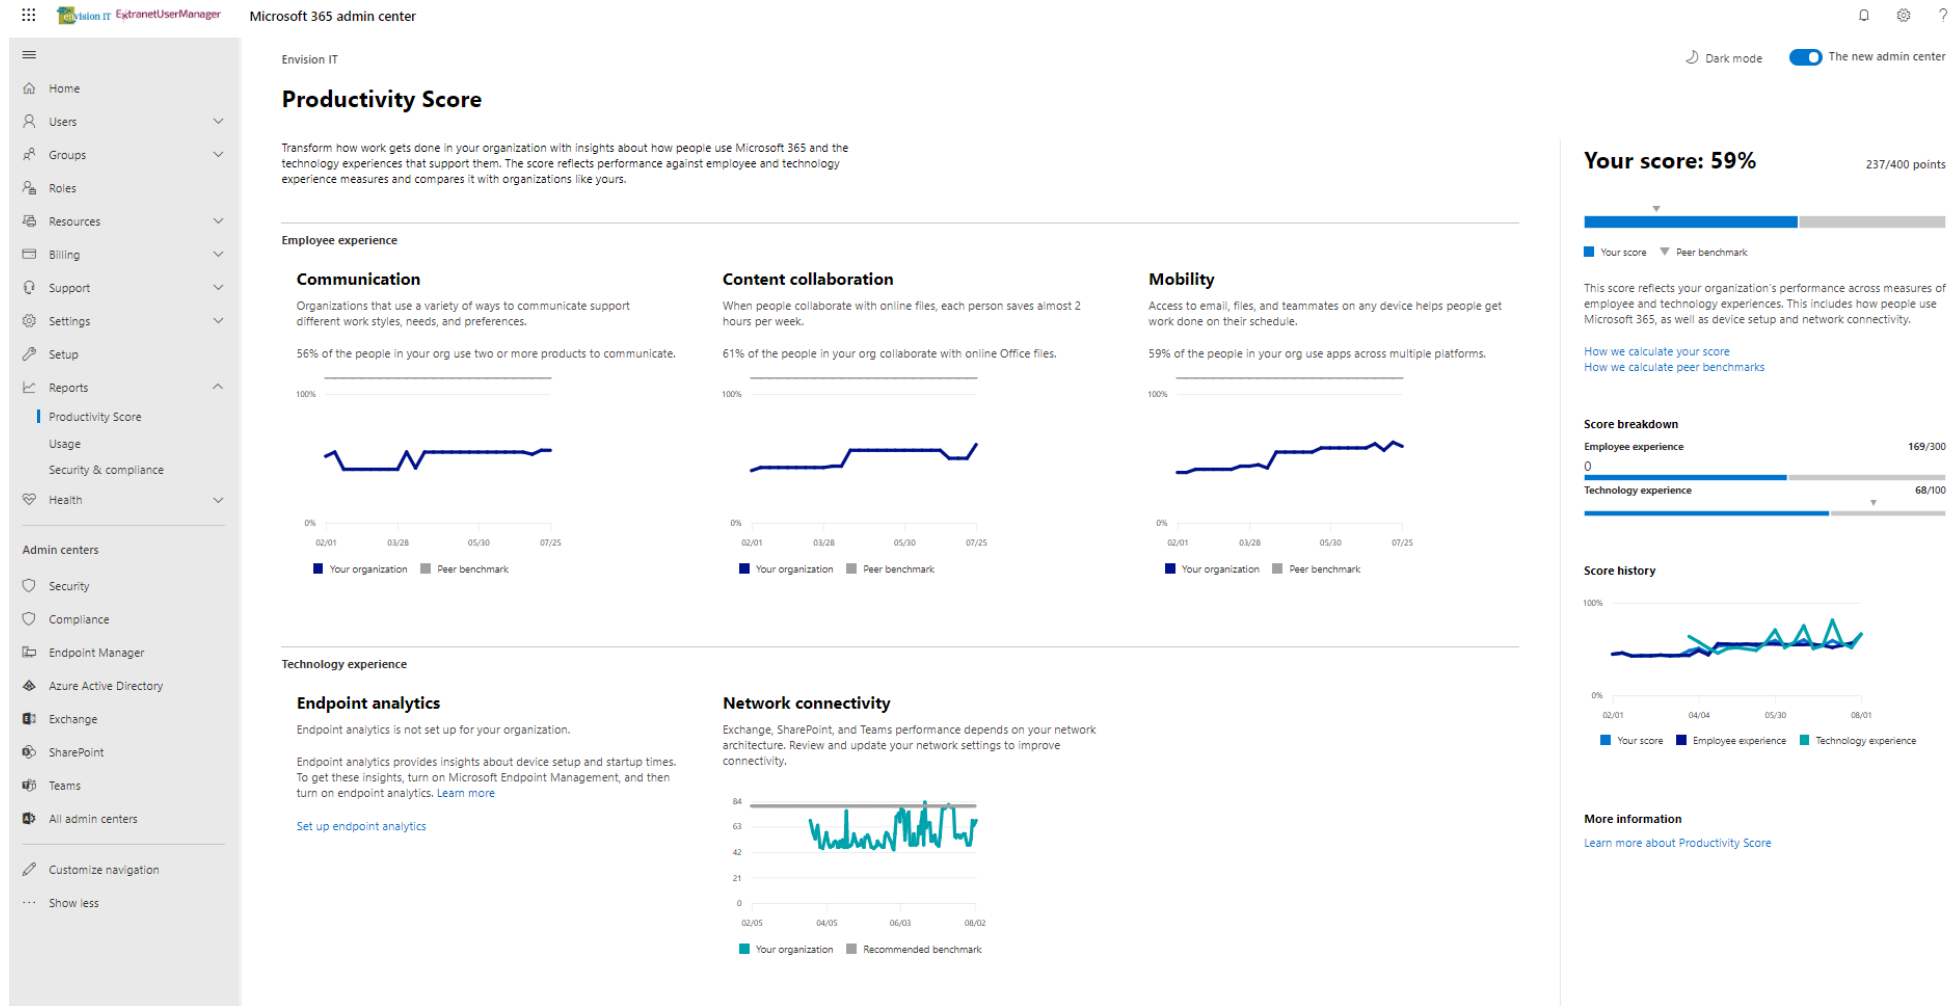 Envision IT ExtranetUserManager Microsoft 365 admin center
Envision IT
Dark mode
The new admin center
Home
Users
Groups
Roles
Resources
Billing
Support
Settings
Setup
Reports
Productivity Score
Usage
Security & compliance
Health
Admin centers
Security
Compliance
Endpoint Manager
Azure Active Directory
Exchange
SharePoint
Teams
All admin centers
Customize navigation
Show less
Productivity Score
Transform how work gets done in your organization with insights about how people use Microsoft 365 and the
technology experiences that support them. The score reflects performance against employee and technology
experience measures and compares it with organizations like yours.
Employee experience
Communication
Organizations that use a variety of ways to communicate support
different work styles, needs, and preferences.
56% of the people in your org use two or more products to communicate.
100%
0%
02/01 03/28 05/30 07/25
Your organization Peer benchmark
Content collaboration
When people collaborate with online files, each person saves almost 2
hours per week.
61% of the people in your org collaborate with online Office files.
100%
0%
02/01 03/28 05/30 07/25
Your organization Peer benchmark
Mobility
Access to email, files, and teammates on any device helps people get
work done on their schedule.
59% of the people in your org use apps across multiple platforms.
100%
0%
02/01 03/28 05/30 07/25
Your organization Peer benchmark
Technology experience
Endpoint analytics
Endpoint analytics is not set up for your organization.
Endpoint analytics provides insights about device setup and startup times.
To get these insights, turn on Microsoft Endpoint Management, and then
turn on endpoint analytics. Learn more
Set up endpoint analytics
Network connectivity
Exchange, SharePoint, and Teams performance depends on your network
architecture. Review and update your network settings to improve
connectivity.
84
63
42
21
0
02/05 04/05 06/03 08/02
Your organization Recommended benchmark
Your score: 59% 237/400 points
Your score Peer benchmark
This score reflects your organization's performance across measures of
employee and technology experiences. This includes how people use
Microsoft 365, as well as device setup and network connectivity.
How we calculate your score
How we calculate peer benchmarks
Score breakdown
Employee experience 169/300
0
Technology experience 68/100
Score history
100%
0%
02/01 04/04 05/30 08/01
Your score Employee experience Technology experience
More information
Learn more about Productivity Score